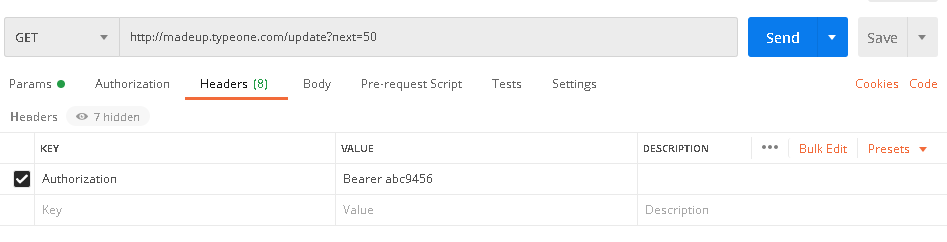 GET http://madeup.typeone.com/update?next=50 Send Save
Params Authorization Headers (8) Body Pre-request Script Tests Settings Cookies Code
Headers 7 hidden
KEY VALUE DESCRIPTION ••• Bulk Edit Presets
Authorization Bearer abc9456
Key Value Description